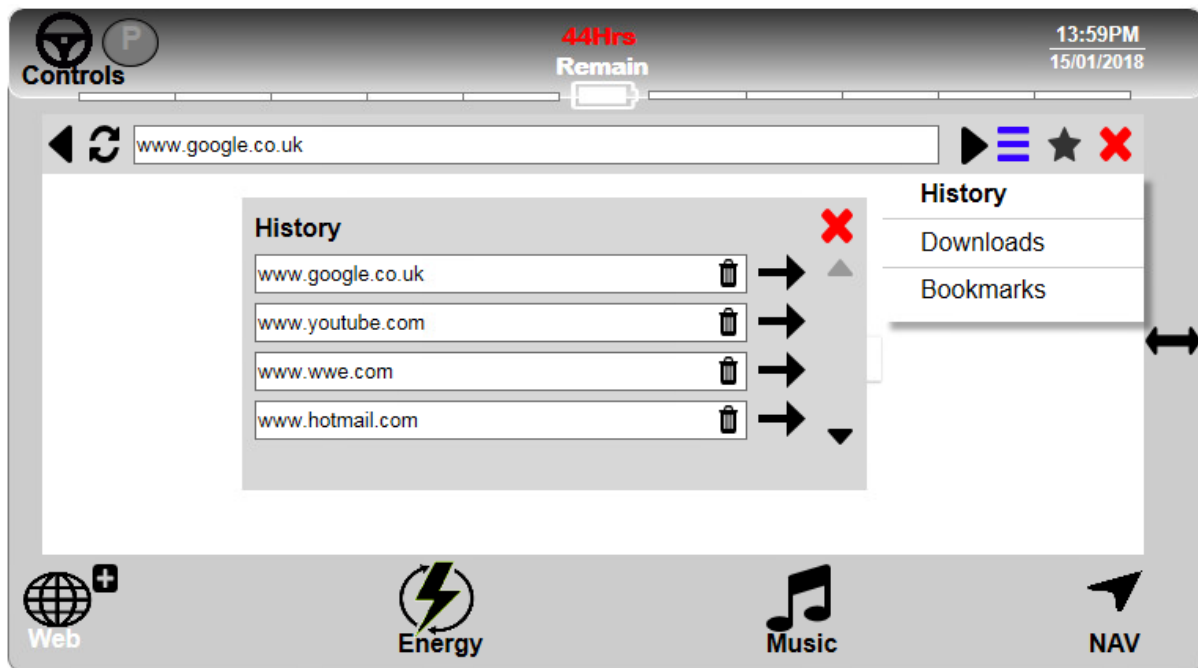 P
Controls
44Hrs
Remain
13:59PM
15/01/2018
www.google.co.uk
History
Downloads
Bookmarks
History
www.google.co.uk
www.youtube.com
www.wwe.com
www.hotmail.com
Web
Energy
Music
NAV